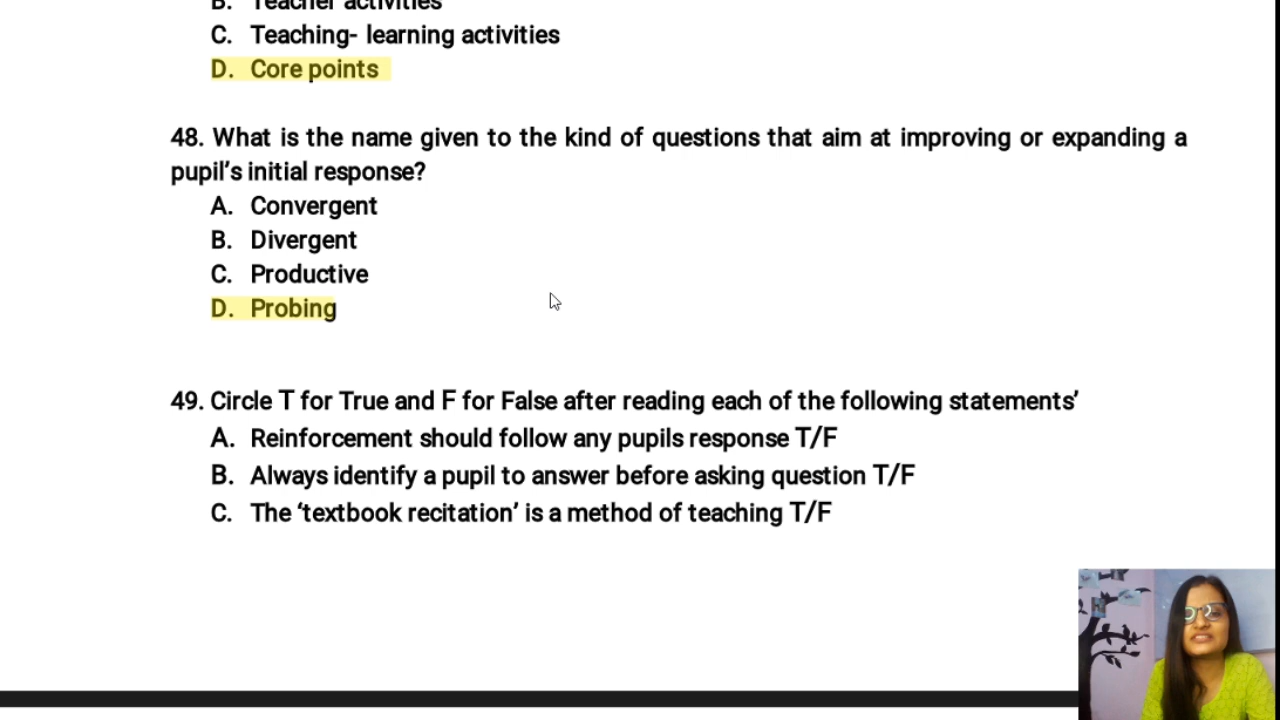 B. Teacher activities
C. Teaching- learning activities
D. Core points
48. What is the name given to the kind of questions that aim at improving or expanding a
pupil’s initial response?
A. Convergent
B. Divergent
C. Productive
D. Probing
49. Circle T for True and F for False after reading each of the following statements’
A. Reinforcement should follow any pupils response T/F
B. Always identify a pupil to answer before asking question T/F
C. The ‘textbook recitation’ is a method of teaching T/F